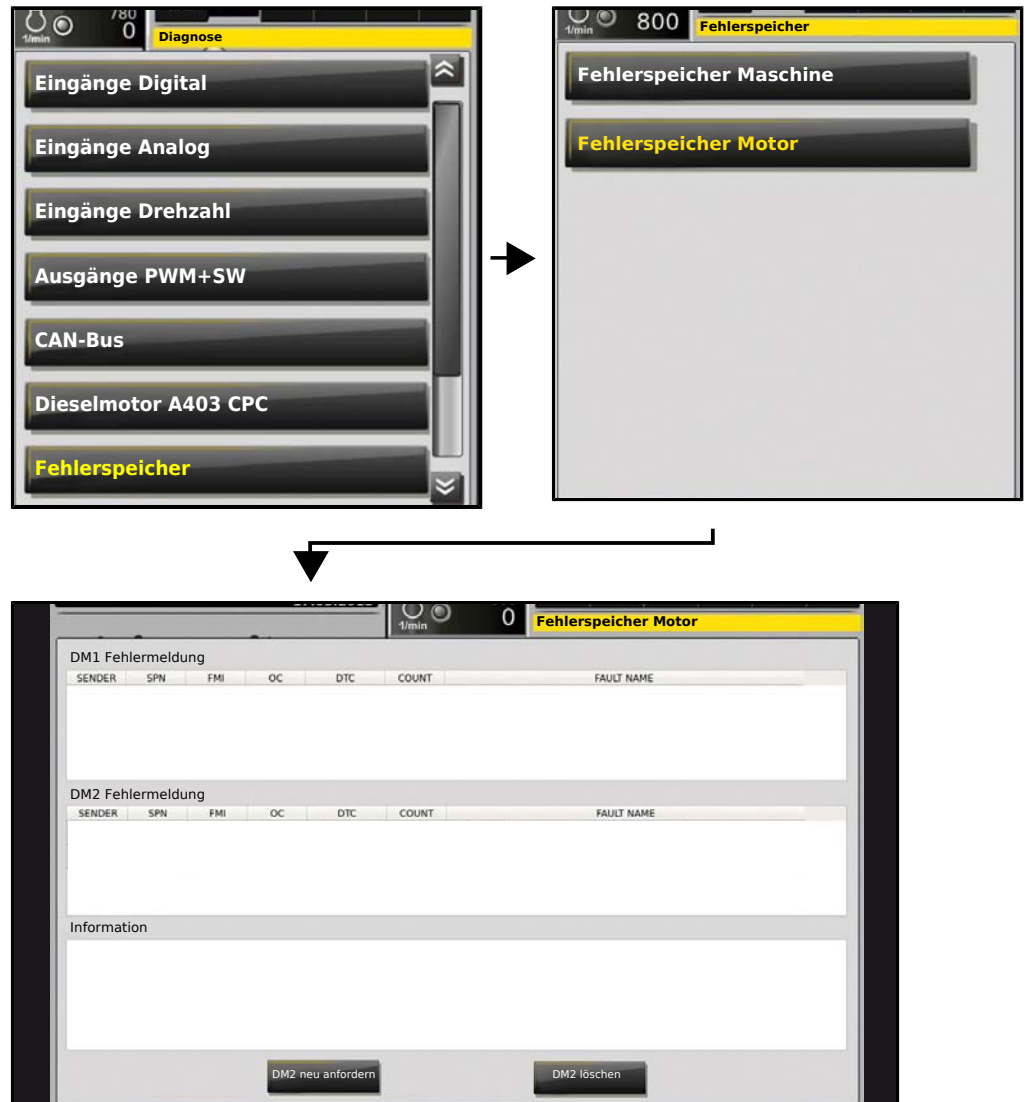 780
1/min 0 Diagnose
Eingänge Digital
Eingänge Analog
Eingänge Drehzahl
Ausgänge PWM+SW
CAN-Bus
Dieselmotor A403 CPC
Fehlerspeicher
1/min 800 Fehlerspeicher
Fehlerspeicher Maschine
Fehlerspeicher Motor
1/min 0 Fehlerspeicher Motor
DM1 Fehlermeldung
SENDER SPN FMI OC DTC COUNT FAULT NAME
DM2 Fehlermeldung
SENDER SPN FMI OC DTC COUNT FAULT NAME
Information
DM2 neu anfordern DM2 löschen